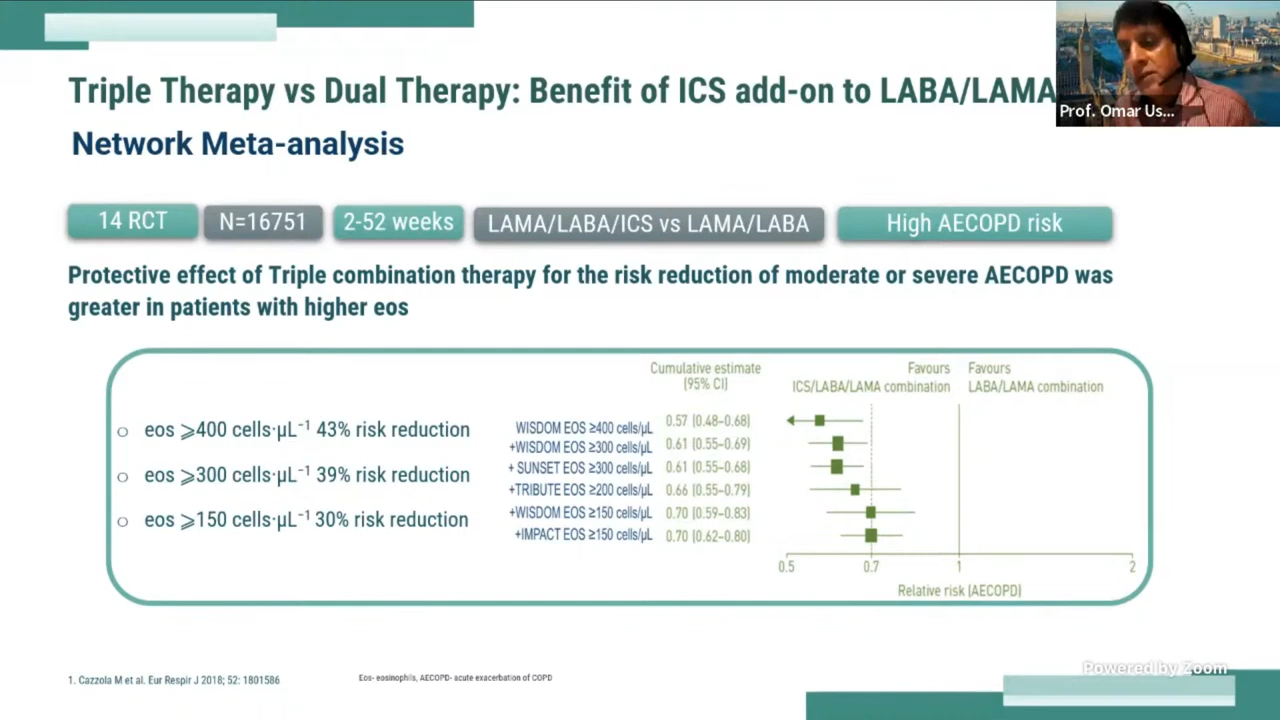 Triple Therapy vs Dual Therapy: Benefit of ICS add-on to LABA/LAMA
Prof. Omar Us...
Network Meta-analysis
14 RCT
N=16751
2-52 weeks
LAMA/LABA/ICS vs LAMA/LABA
High AECOPD risk
Protective effect of Triple combination therapy for the risk reduction of moderate or severe AECOPD was
greater in patients with higher eos
○ eos ⩾400 cells·µL⁻¹ 43% risk reduction
○ eos ⩾300 cells·µL⁻¹ 39% risk reduction
○ eos ⩾150 cells·µL⁻¹ 30% risk reduction
Cumulative estimate
(95% CI)
Favours
ICS/LABA/LAMA combination
Favours
LABA/LAMA combination
WISDOM EOS ≥400 cells/µL 0.57 (0.48–0.68)
+WISDOM EOS ≥300 cells/µL 0.61 (0.55–0.69)
+ SUNSET EOS ≥300 cells/µL 0.61 (0.55–0.68)
+TRIBUTE EOS ≥200 cells/µL 0.66 (0.55–0.79)
+WISDOM EOS ≥150 cells/µL 0.70 (0.59–0.83)
+IMPACT EOS ≥150 cells/µL 0.70 (0.62–0.80)
0.5 0.7 1 2
Relative risk (AECOPD)
1. Cazzola M et al. Eur Respir J 2018; 52: 1801586
Eos- eosinophils, AECOPD- acute exacerbation of COPD
Powered by Zoom